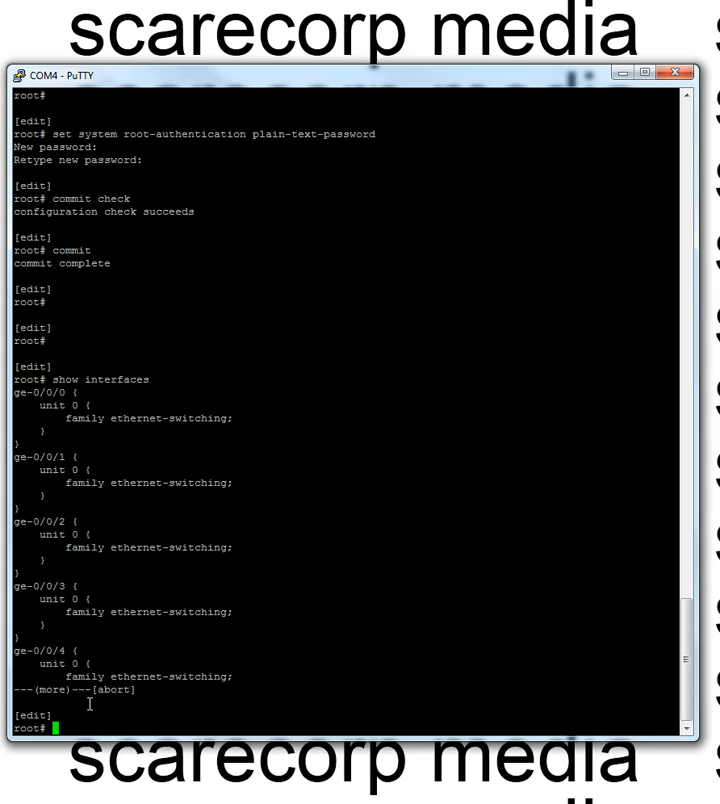 scarecorp media
COM4 - PuTTY
root#
[edit]
root# set system root-authentication plain-text-password
New password:
Retype new password:
[edit]
root# commit check
configuration check succeeds
[edit]
root# commit
commit complete
[edit]
root#
[edit]
root#
[edit]
root# show interfaces
ge-0/0/0 {
unit 0 {
family ethernet-switching;
}
}
ge-0/0/1 {
unit 0 {
family ethernet-switching;
}
}
ge-0/0/2 {
unit 0 {
family ethernet-switching;
}
}
ge-0/0/3 {
unit 0 {
family ethernet-switching;
}
}
ge-0/0/4 {
unit 0 {
family ethernet-switching;
---(more)---[abort]
[edit]
root#
scarecorp media